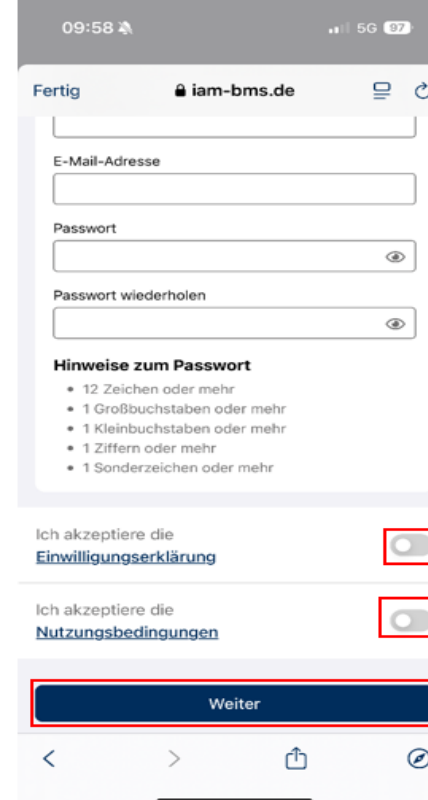 09:58
5G 97
Fertig
iam-bms.de
E-Mail-Adresse
Passwort
Passwort wiederholen
Hinweise zum Passwort
• 12 Zeichen oder mehr
• 1 Großbuchstaben oder mehr
• 1 Kleinbuchstaben oder mehr
• 1 Ziffern oder mehr
• 1 Sonderzeichen oder mehr
Ich akzeptiere die
Einwilligungserklärung
Ich akzeptiere die
Nutzungsbedingungen
Weiter